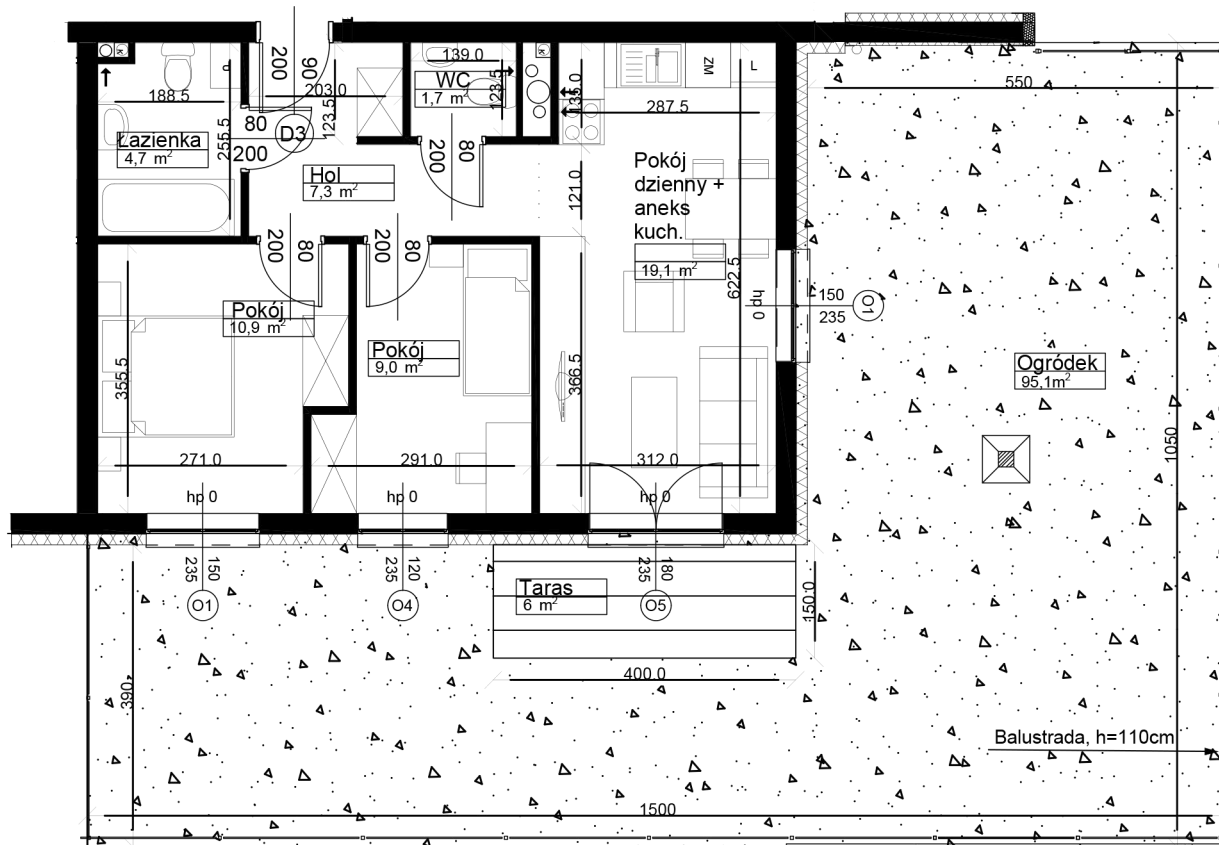 K
188.5
Łazienka
4,7 m²
255.5
200
90
203.0
123.5
80
200
D3
Hol
7,3 m²
139.0
WC
1,7 m²
123.5
200
80
K
135.0
ZM
L
287.5
121.0
Pokój
dzienny +
aneks
kuch.
19,1 m²
622.5
hp 0
150
235
O1
550
200
80
200
80
Pokój
10,9 m²
355.5
Pokój
9,0 m²
366.5
Ogródek
95,1m²
1050
271.0
291.0
312.0
hp 0
hp 0
hp 0
150
235
O1
120
235
O4
180
235
O5
Taras
6 m²
150.0
400.0
390
Balustrada, h=110cm
1500